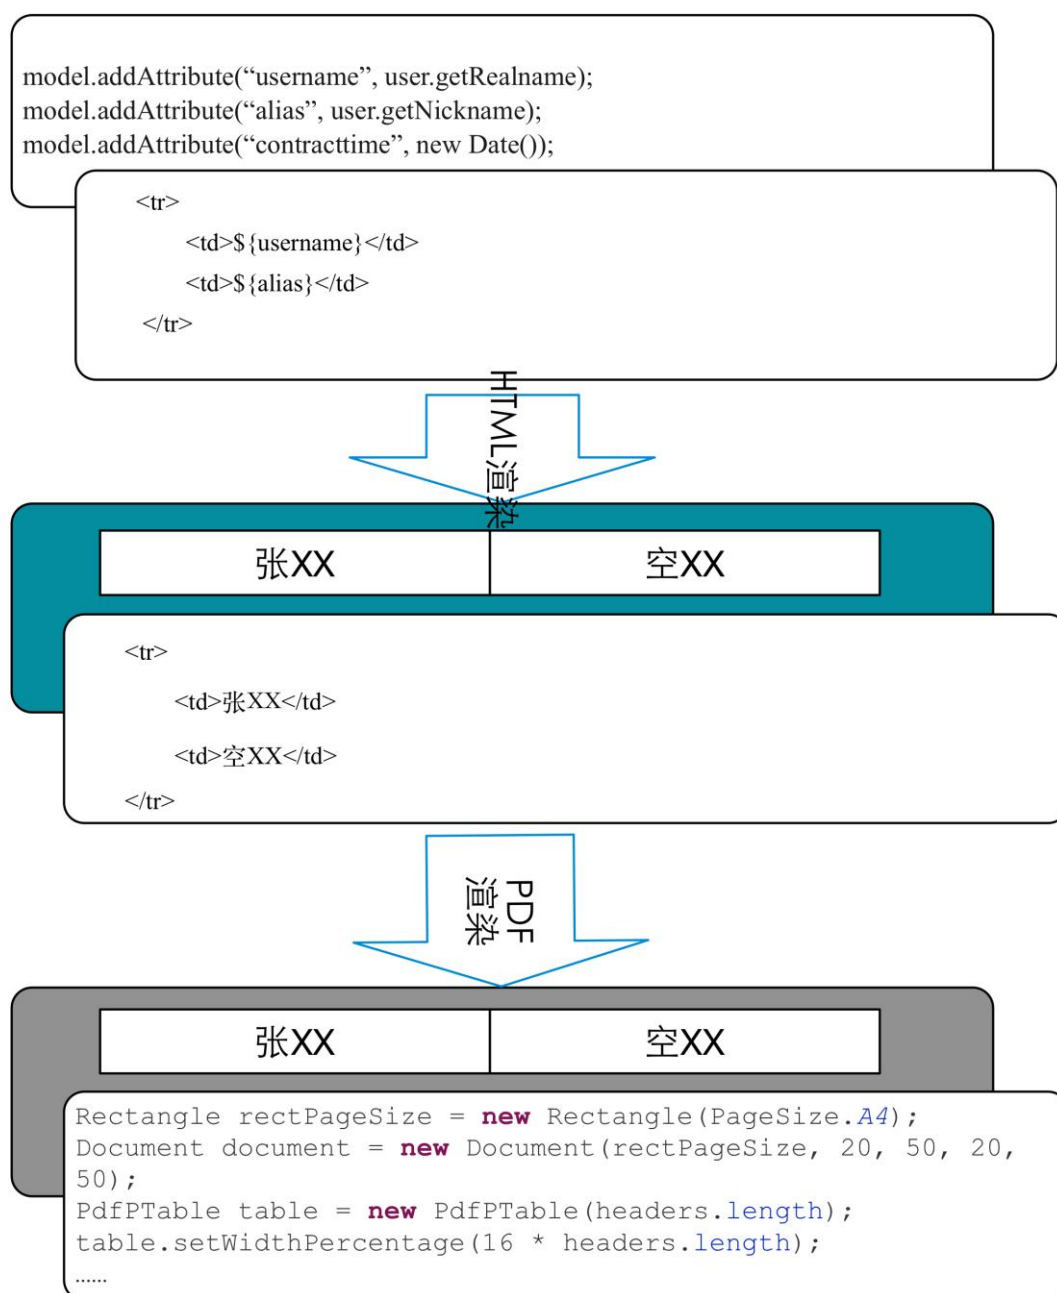 model.addAttribute(“username”, user.getRealname);
model.addAttribute(“alias”, user.getNickname);
model.addAttribute(“contracttime”, new Date());
<tr>
<td>${username}</td>
<td>${alias}</td>
</tr>
HTML渲染
张XX 空XX
<tr>
<td>张XX</td>
<td>空XX</td>
</tr>
PDF
渲染
张XX 空XX
Rectangle rectPageSize = new Rectangle(PageSize.A4);
Document document = new Document(rectPageSize, 20, 50, 20,
50);
PdfPTable table = new PdfPTable(headers.length);
table.setWidthPercentage(16 * headers.length);
……